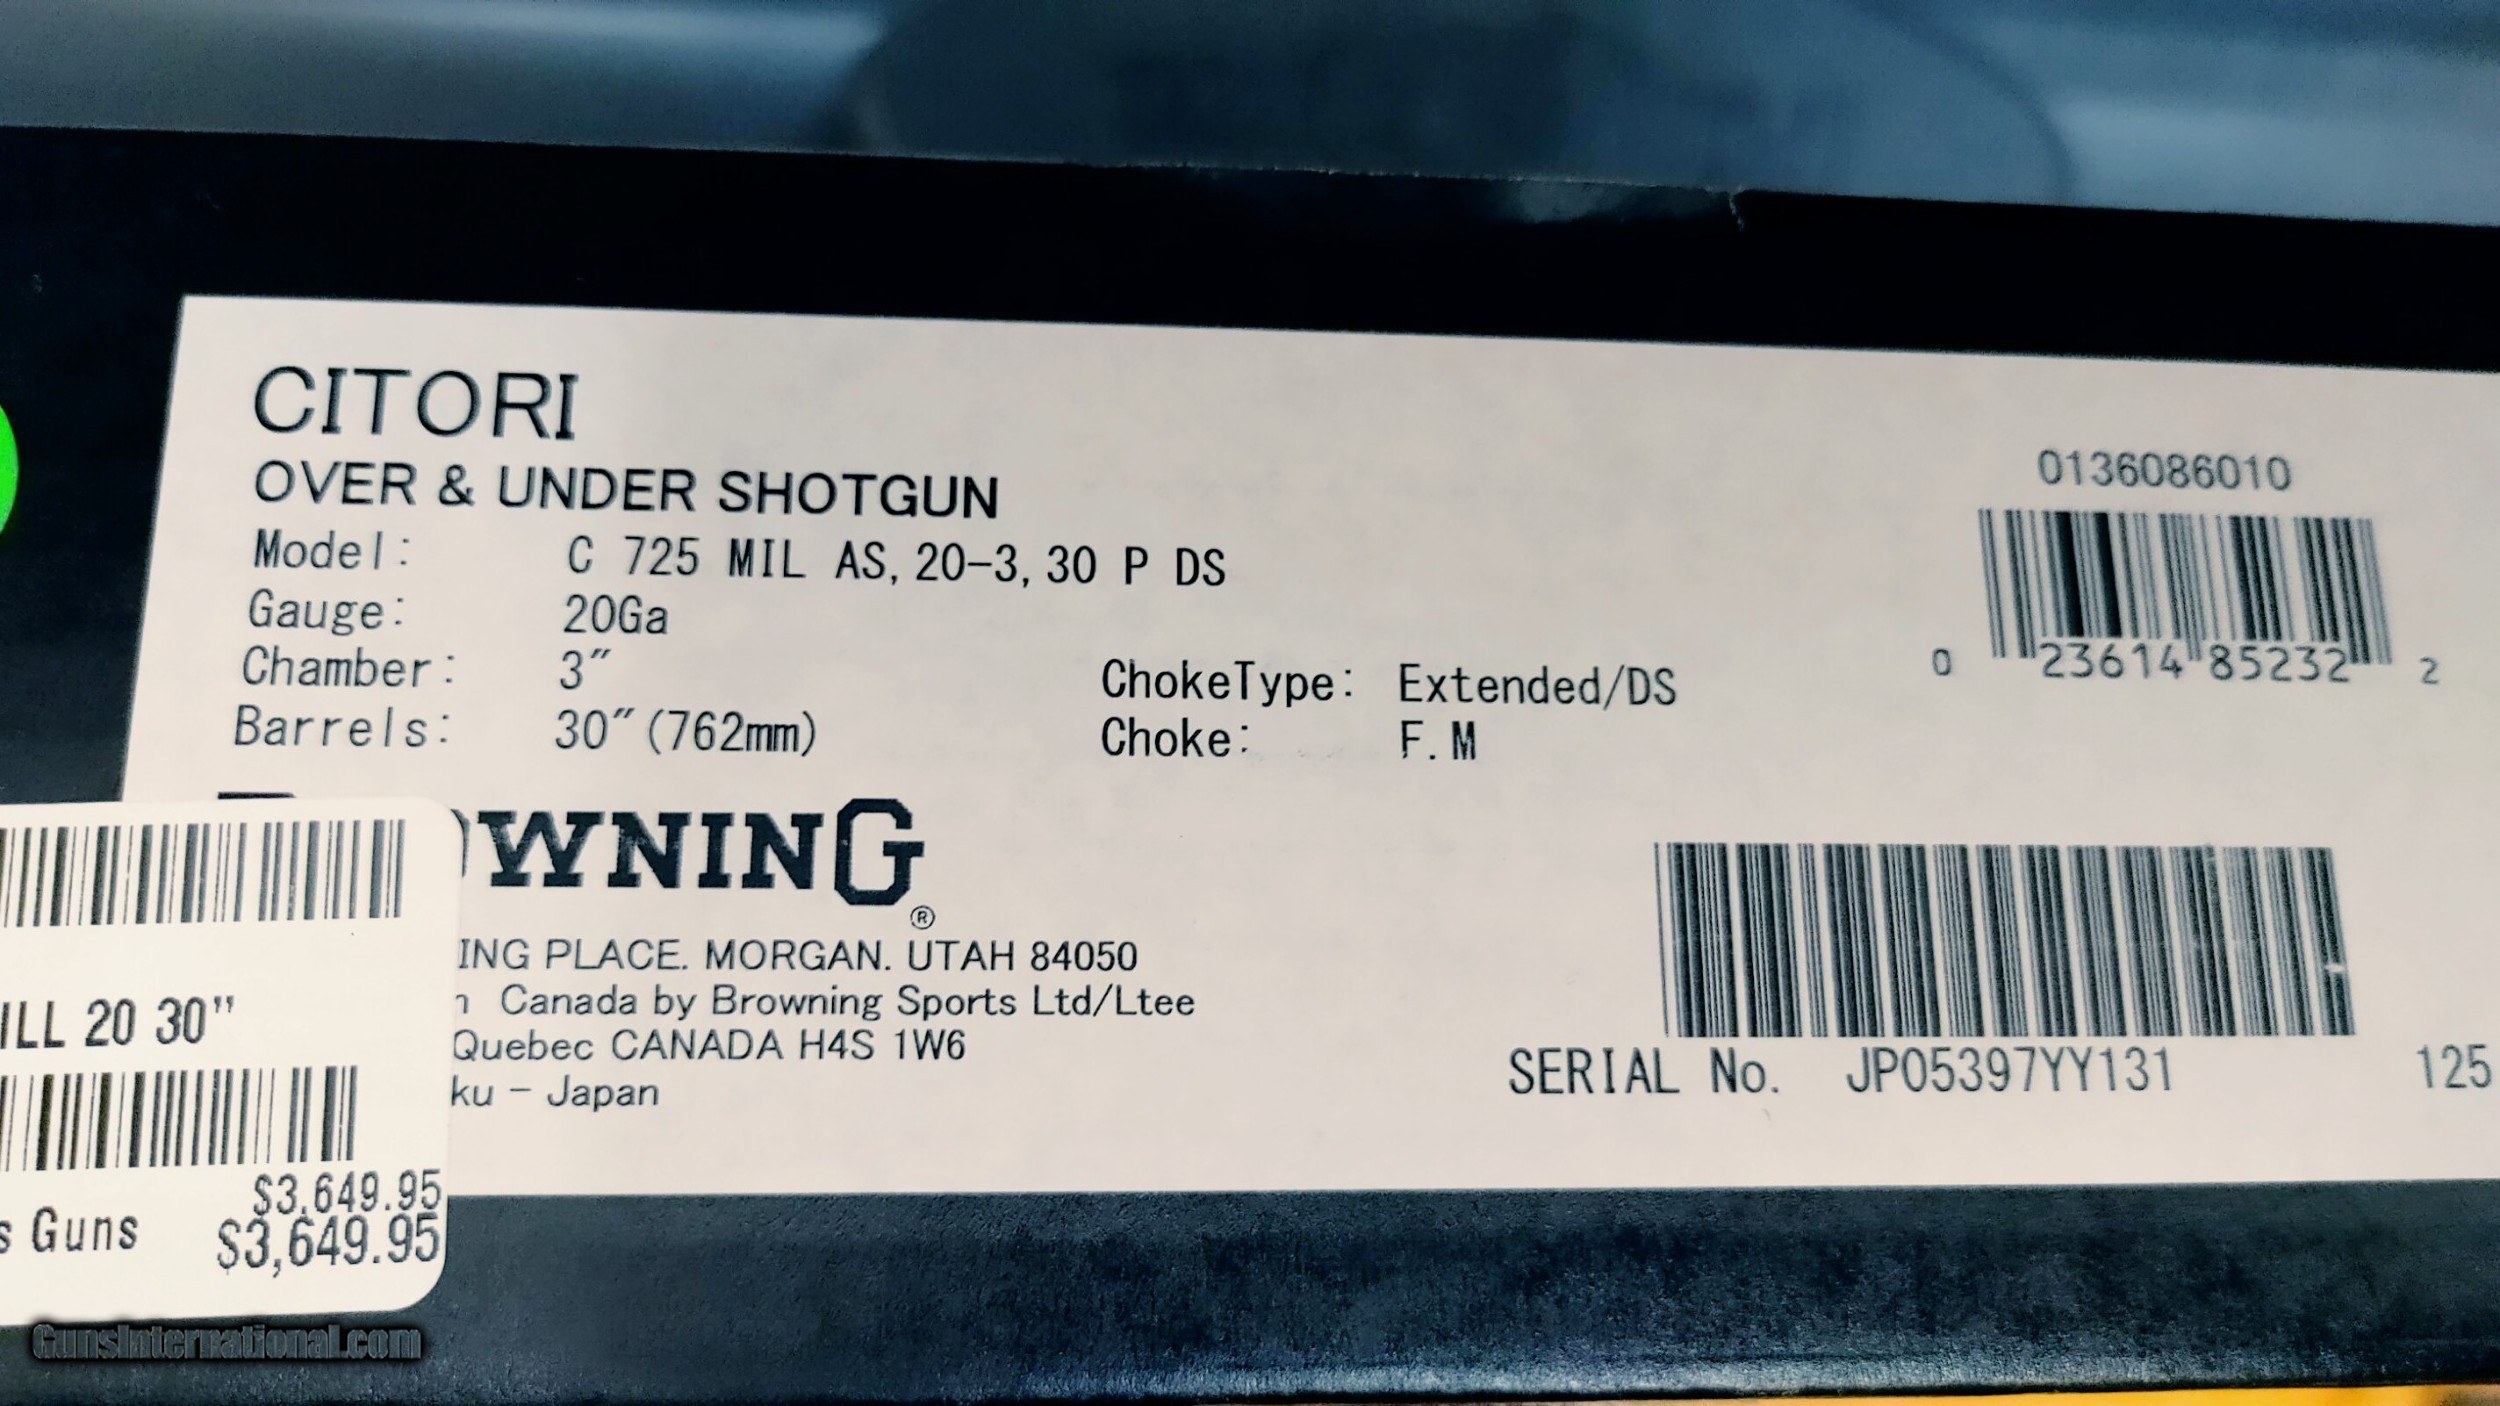 CITORI
OVER & UNDER SHOTGUN
Model: C 725 MIL AS, 20-3, 30 P DS
Gauge: 20Ga
Chamber: 3″
Barrels: 30″(762mm)
ChokeType: Extended/DS
Choke: F.M
0136086010
0 23614 85232 2
OWNING®
ING PLACE. MORGAN. UTAH 84050
n Canada by Browning Sports Ltd/Ltee
Quebec CANADA H4S 1W6
ku - Japan
SERIAL No. JP05397YY131 125
ILL 20 30"
$3,649.95
s Guns $3,649.95
GunsInternational.com